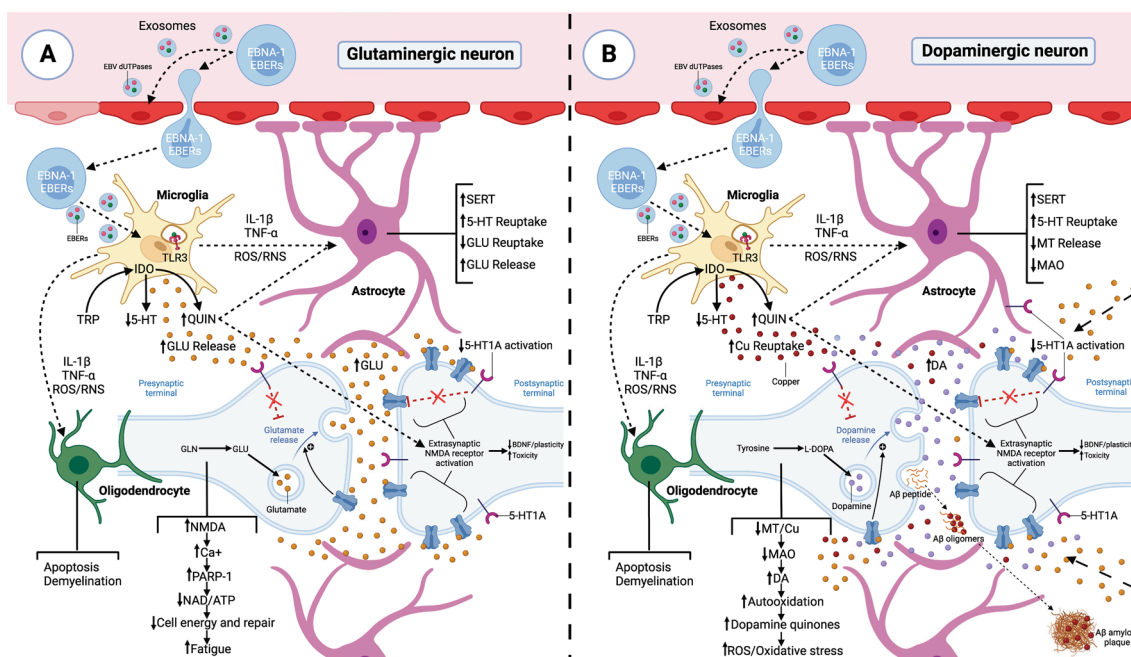 A
Exosomes
EBNA-1
EBERs
Glutaminergic neuron
EBV dUTPases
EBNA-1
EBERs
EBNA-1
EBERs
Microglia
EBERs
TLR3
IL-1β
TNF-α
ROS/RNS
SERT
5-HT Reuptake
GLU Reuptake
GLU Release
IDO
Astrocyte
TRP
5-HT
QUIN
GLU Release
GLU
5-HT1A activation
IL-1β
TNF-α
ROS/RNS
Presynaptic
terminal
Postsynaptic
terminal
Glutamate
release
GLN
GLU
Extrasynaptic
NMDA receptor
activation
BDNF/plasticity
Toxicity
Oligodendrocyte
Glutamate
5-HT1A
NMDA
Ca+
PARP-1
NAD/ATP
Cell energy and repair
Fatigue
Apoptosis
Demyelination
B
Exosomes
EBNA-1
EBERs
Dopaminergic neuron
EBV dUTPases
EBNA-1
EBERs
EBNA-1
EBERs
Microglia
EBERs
TLR3
IL-1β
TNF-α
ROS/RNS
SERT
5-HT Reuptake
MT Release
MAO
IDO
Astrocyte
TRP
5-HT
QUIN
Cu Reuptake
Copper
DA
5-HT1A activation
IL-1β
TNF-α
ROS/RNS
Presynaptic
terminal
Postsynaptic
terminal
Dopamine
release
Tyrosine
L-DOPA
Extrasynaptic
NMDA receptor
activation
BDNF/plasticity
Toxicity
Oligodendrocyte
Dopamine
Aβ peptide
Aβ oligomers
5-HT1A
MT/Cu
MAO
DA
Autooxidation
Dopamine quinones
ROS/Oxidative stress
Apoptosis
Demyelination
Aβ amylo
plaque